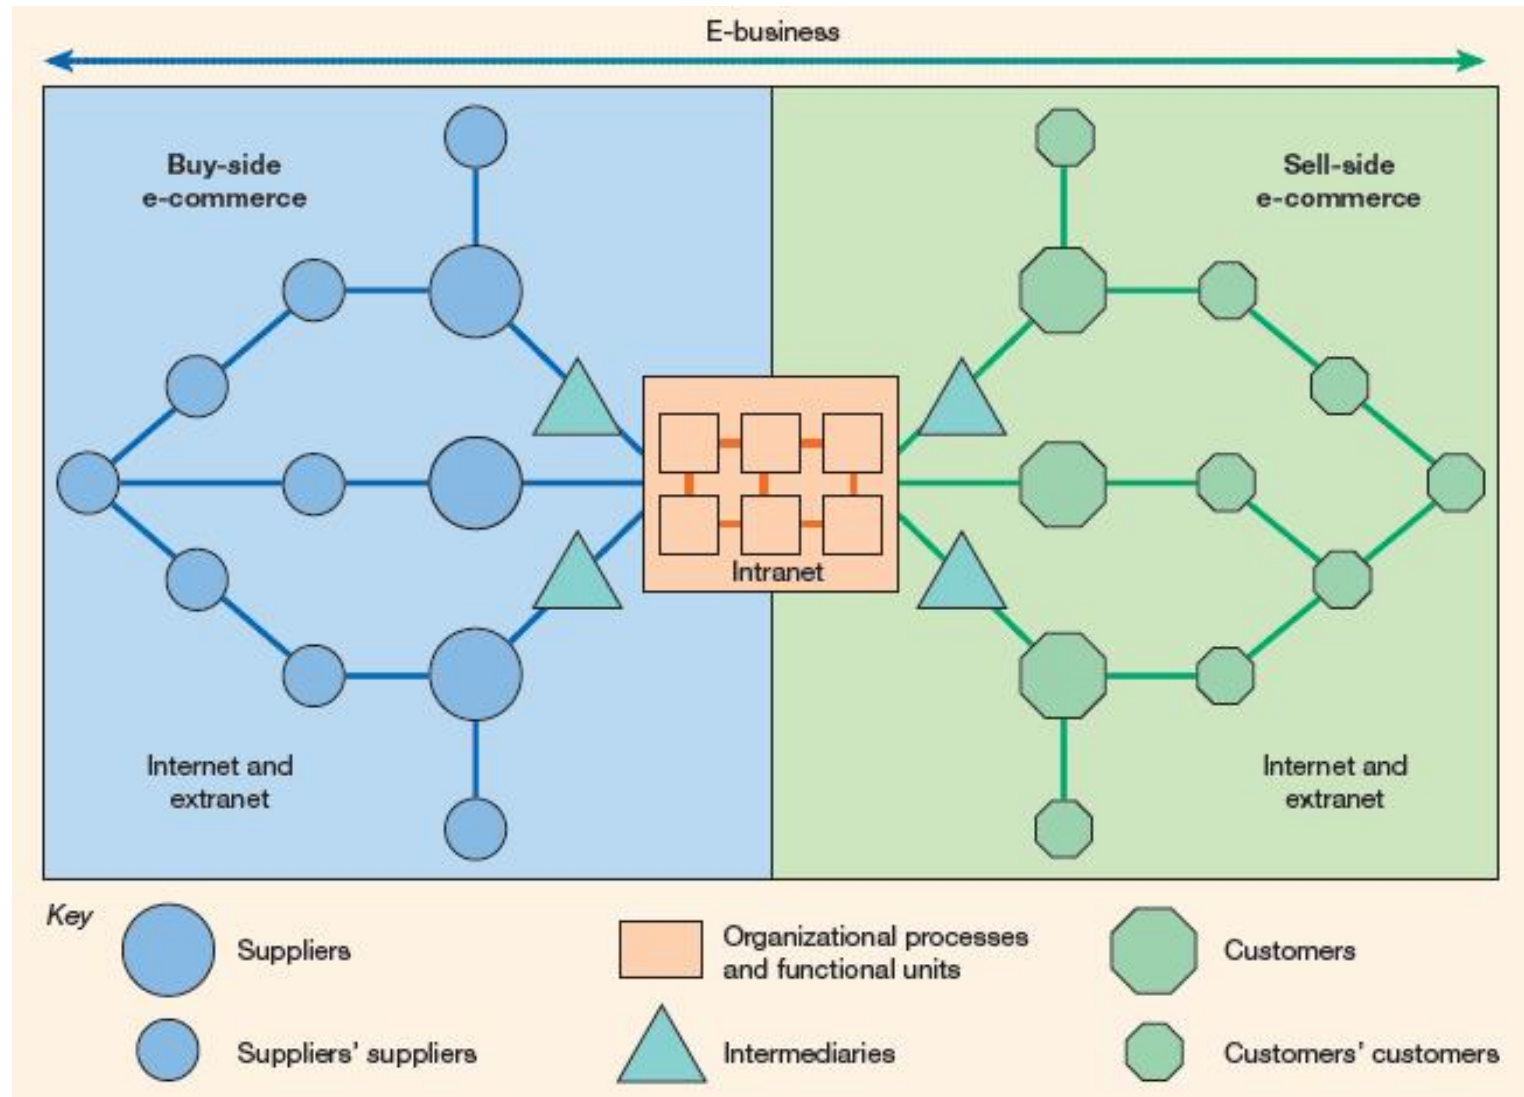 E-business
Buy-side
e-commerce
Sell-side
e-commerce
Intranet
Internet and
extranet
Internet and
extranet
Key
Suppliers
Organizational processes
and functional units
Customers
Suppliers’ suppliers
Intermediaries
Customers’ customers